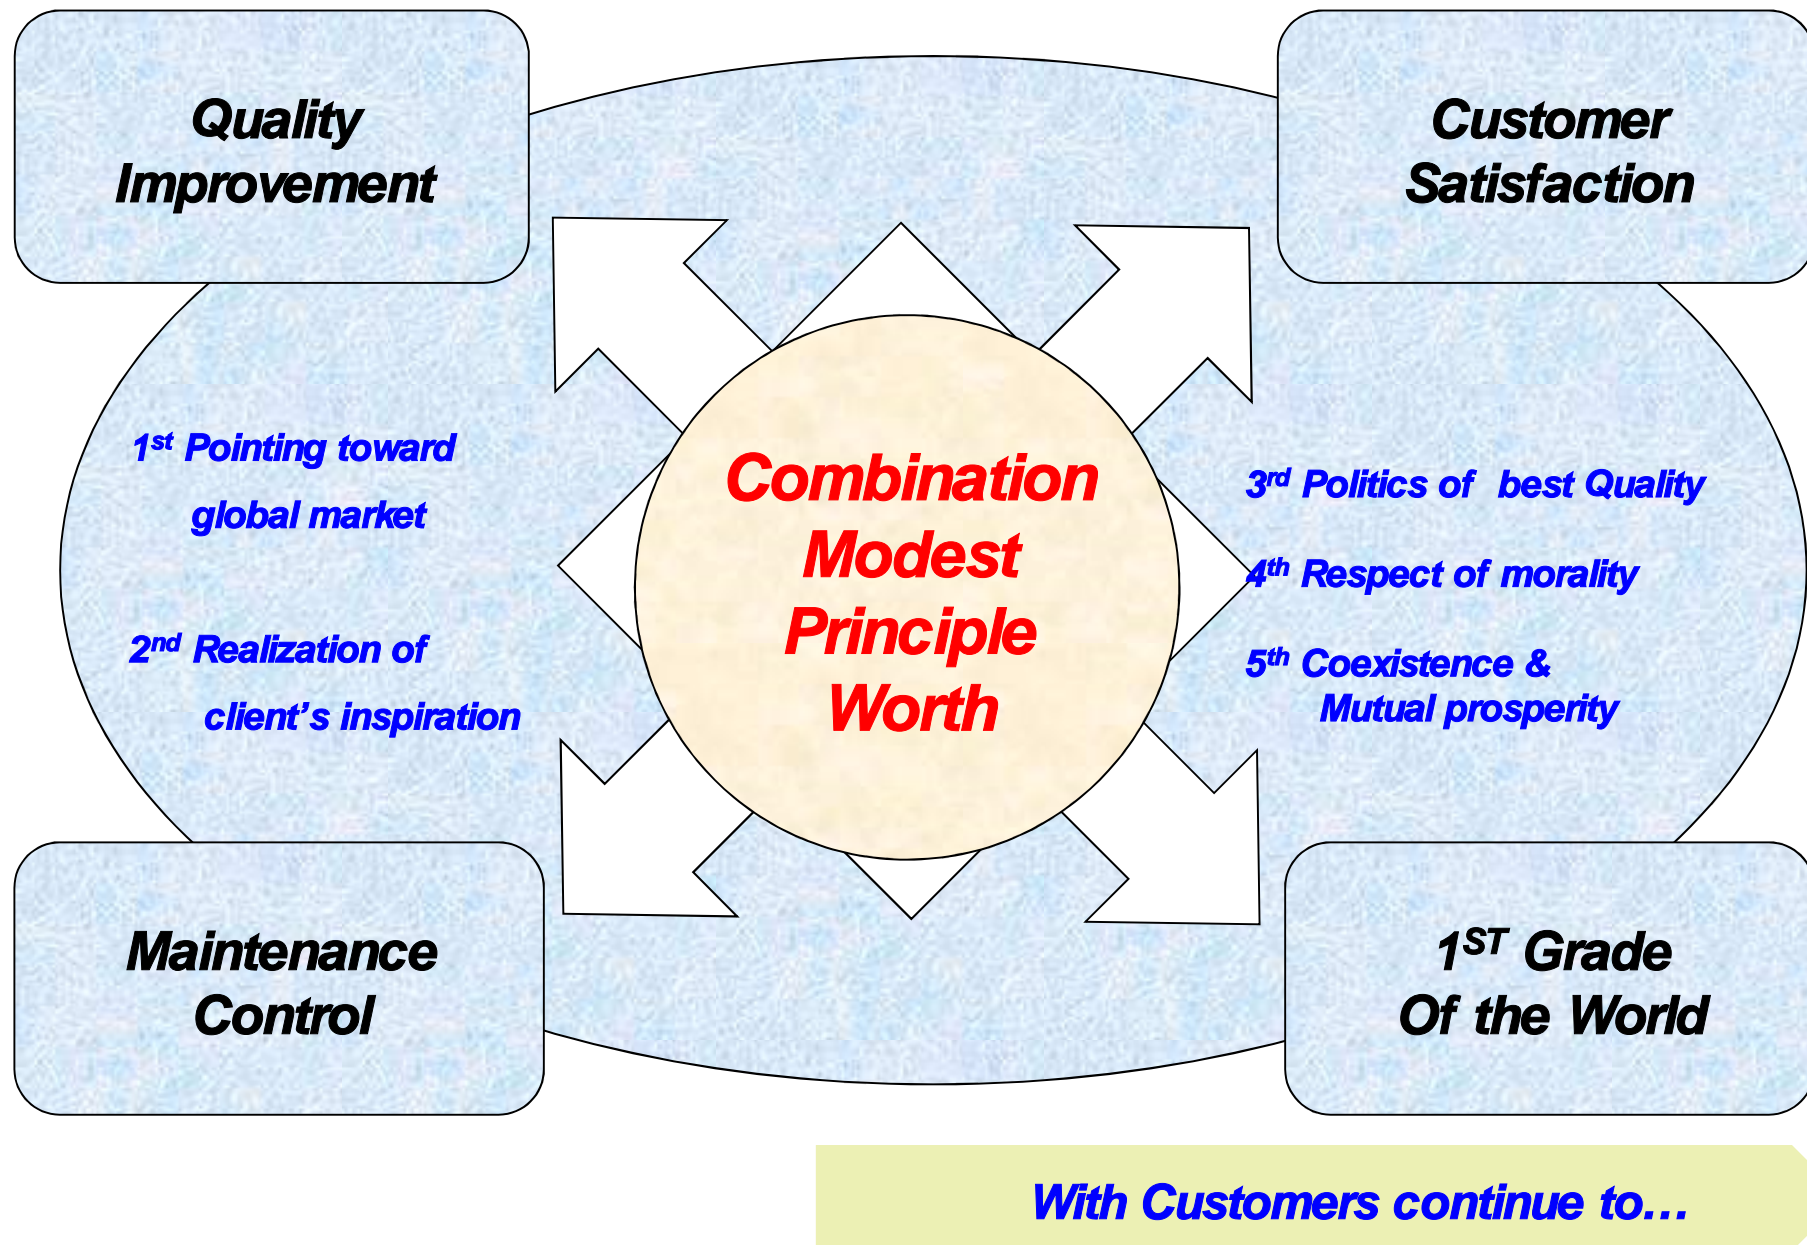 Quality
Improvement
Customer
Satisfaction
1st Pointing toward
global market
2nd Realization of
client’s inspiration
Combination
Modest
Principle
Worth
3rd Politics of best Quality
4th Respect of morality
5th Coexistence &
Mutual prosperity
Maintenance
Control
1ST Grade
Of the World
With Customers continue to…